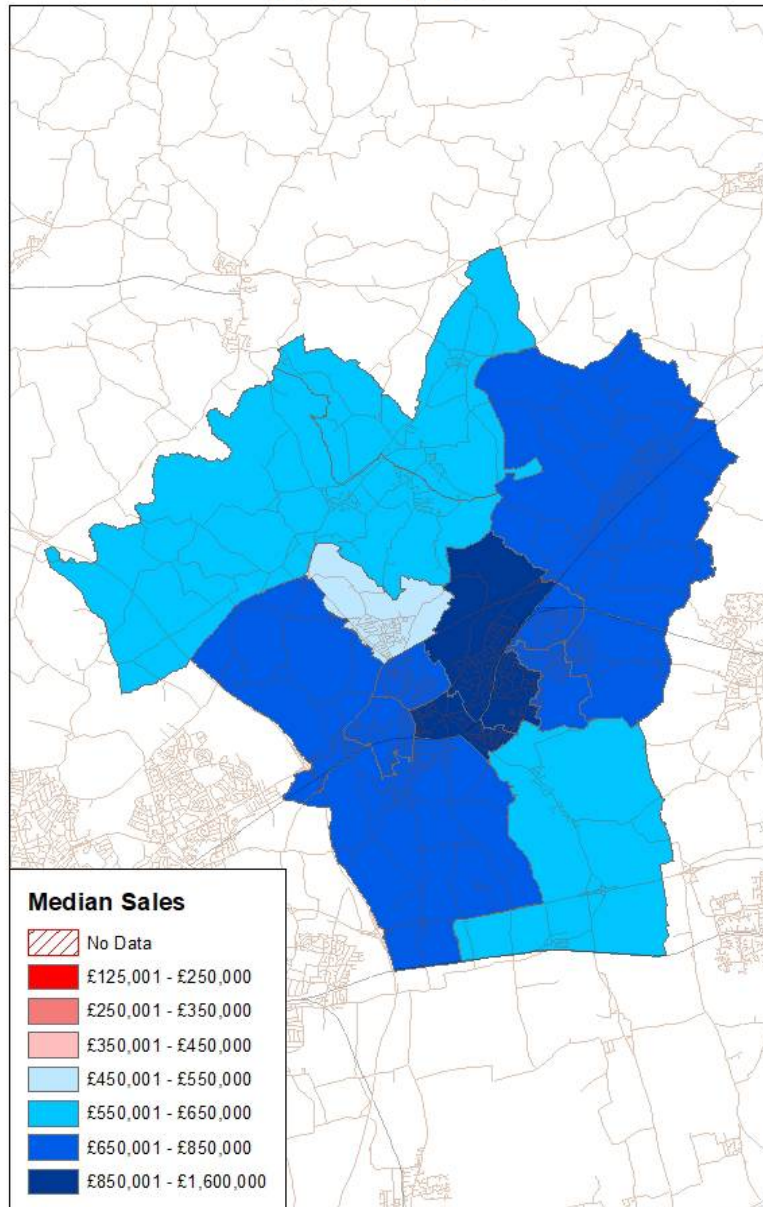 Median Sales
No Data
£125,001 - £250,000
£250,001 - £350,000
£350,001 - £450,000
£450,001 - £550,000
£550,001 - £650,000
£650,001 - £850,000
£850,001 - £1,600,000